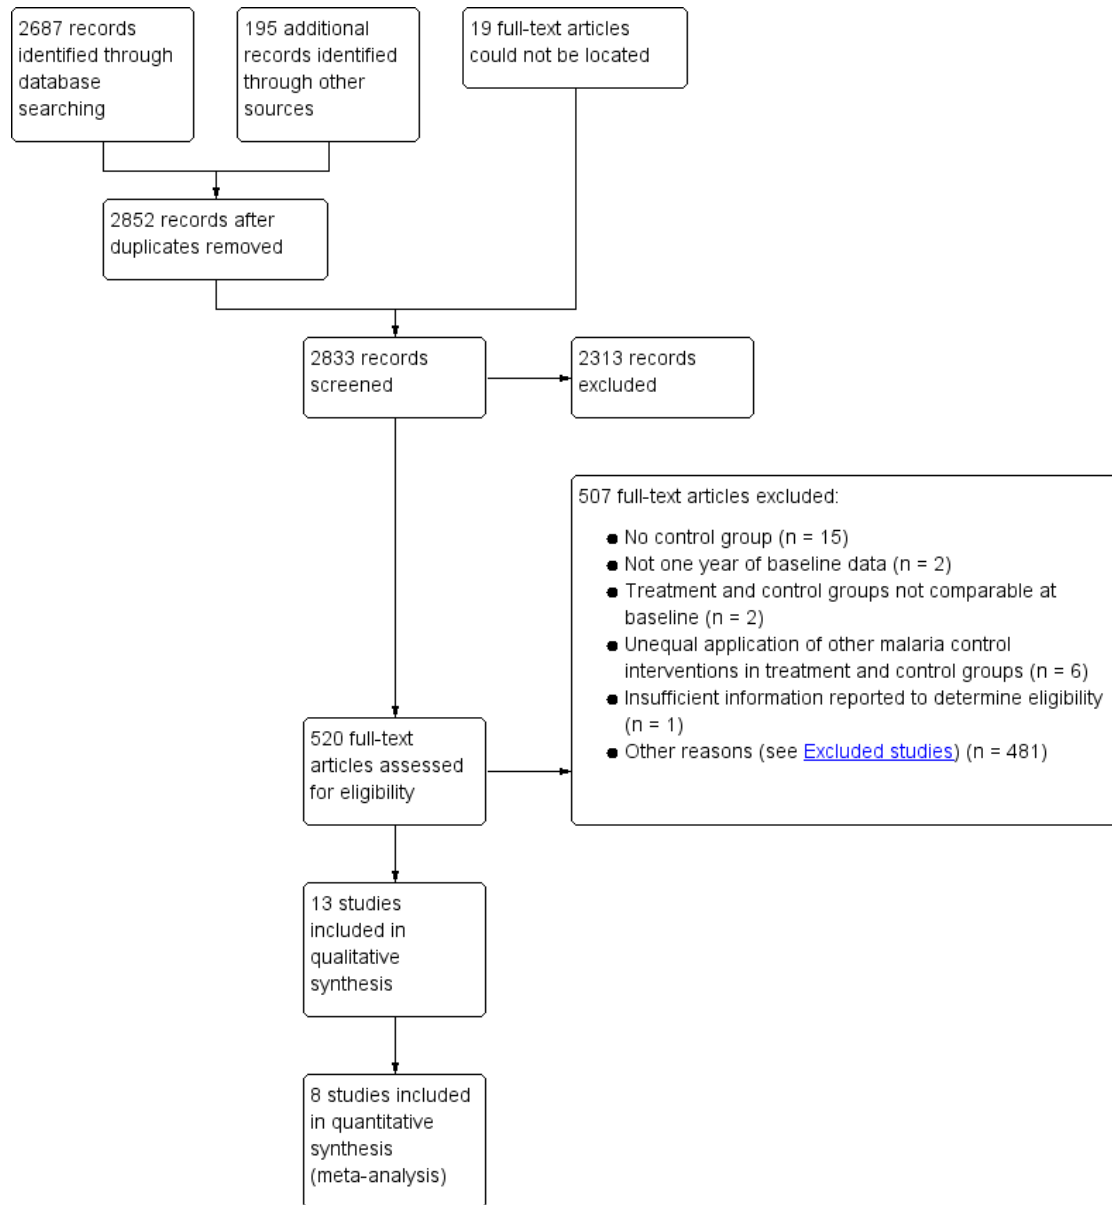 2687 records
identified through
database
searching
195 additional
records identified
through other
sources
19 full-text articles
could not be located
2852 records after
duplicates removed
2833 records
screened
2313 records
excluded
507 full-text articles excluded:
● No control group (n = 15)
● Not one year of baseline data (n = 2)
● Treatment and control groups not comparable at
baseline (n = 2)
● Unequal application of other malaria control
interventions in treatment and control groups (n = 6)
● Insufficient information reported to determine eligibility
(n = 1)
● Other reasons (see Excluded studies) (n = 481)
520 full-text
articles assessed
for eligibility
13 studies
included in
qualitative
synthesis
8 studies included
in quantitative
synthesis
(meta-analysis)